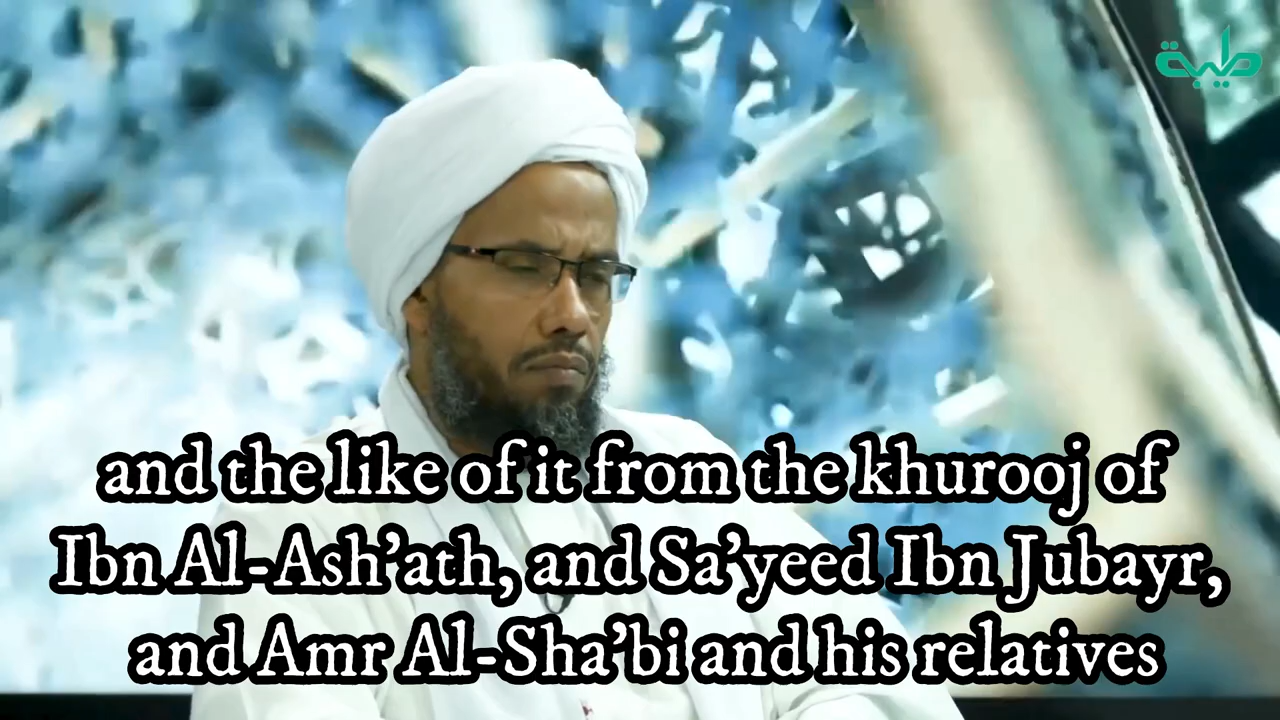 طيبة
and the like of it from the khurooj of
Ibn Al-Ash'ath, and Sa'yeed Ibn Jubayr,
and Amr Al-Sha'bi and his relatives